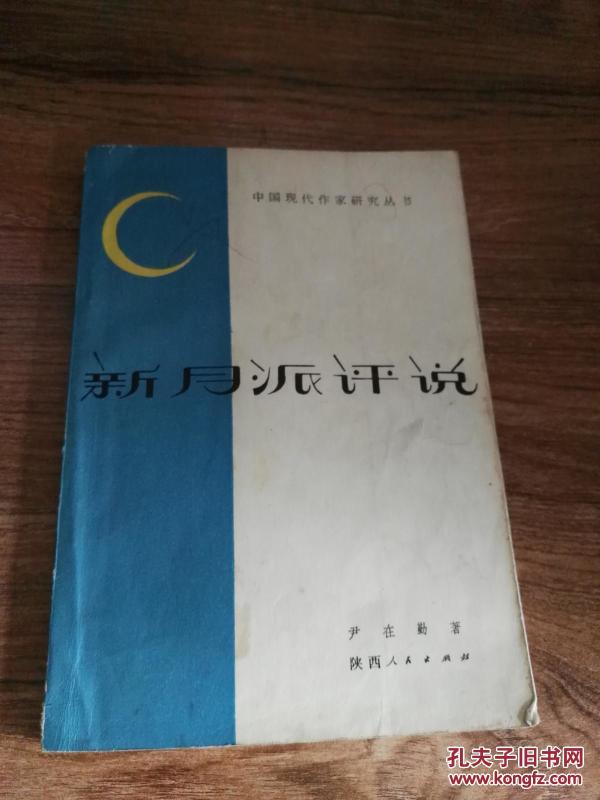 中国现代作家研究丛书
新月派评说
尹在勤著
陕西人民出版社
孔夫子旧书网
www.kongfz.com